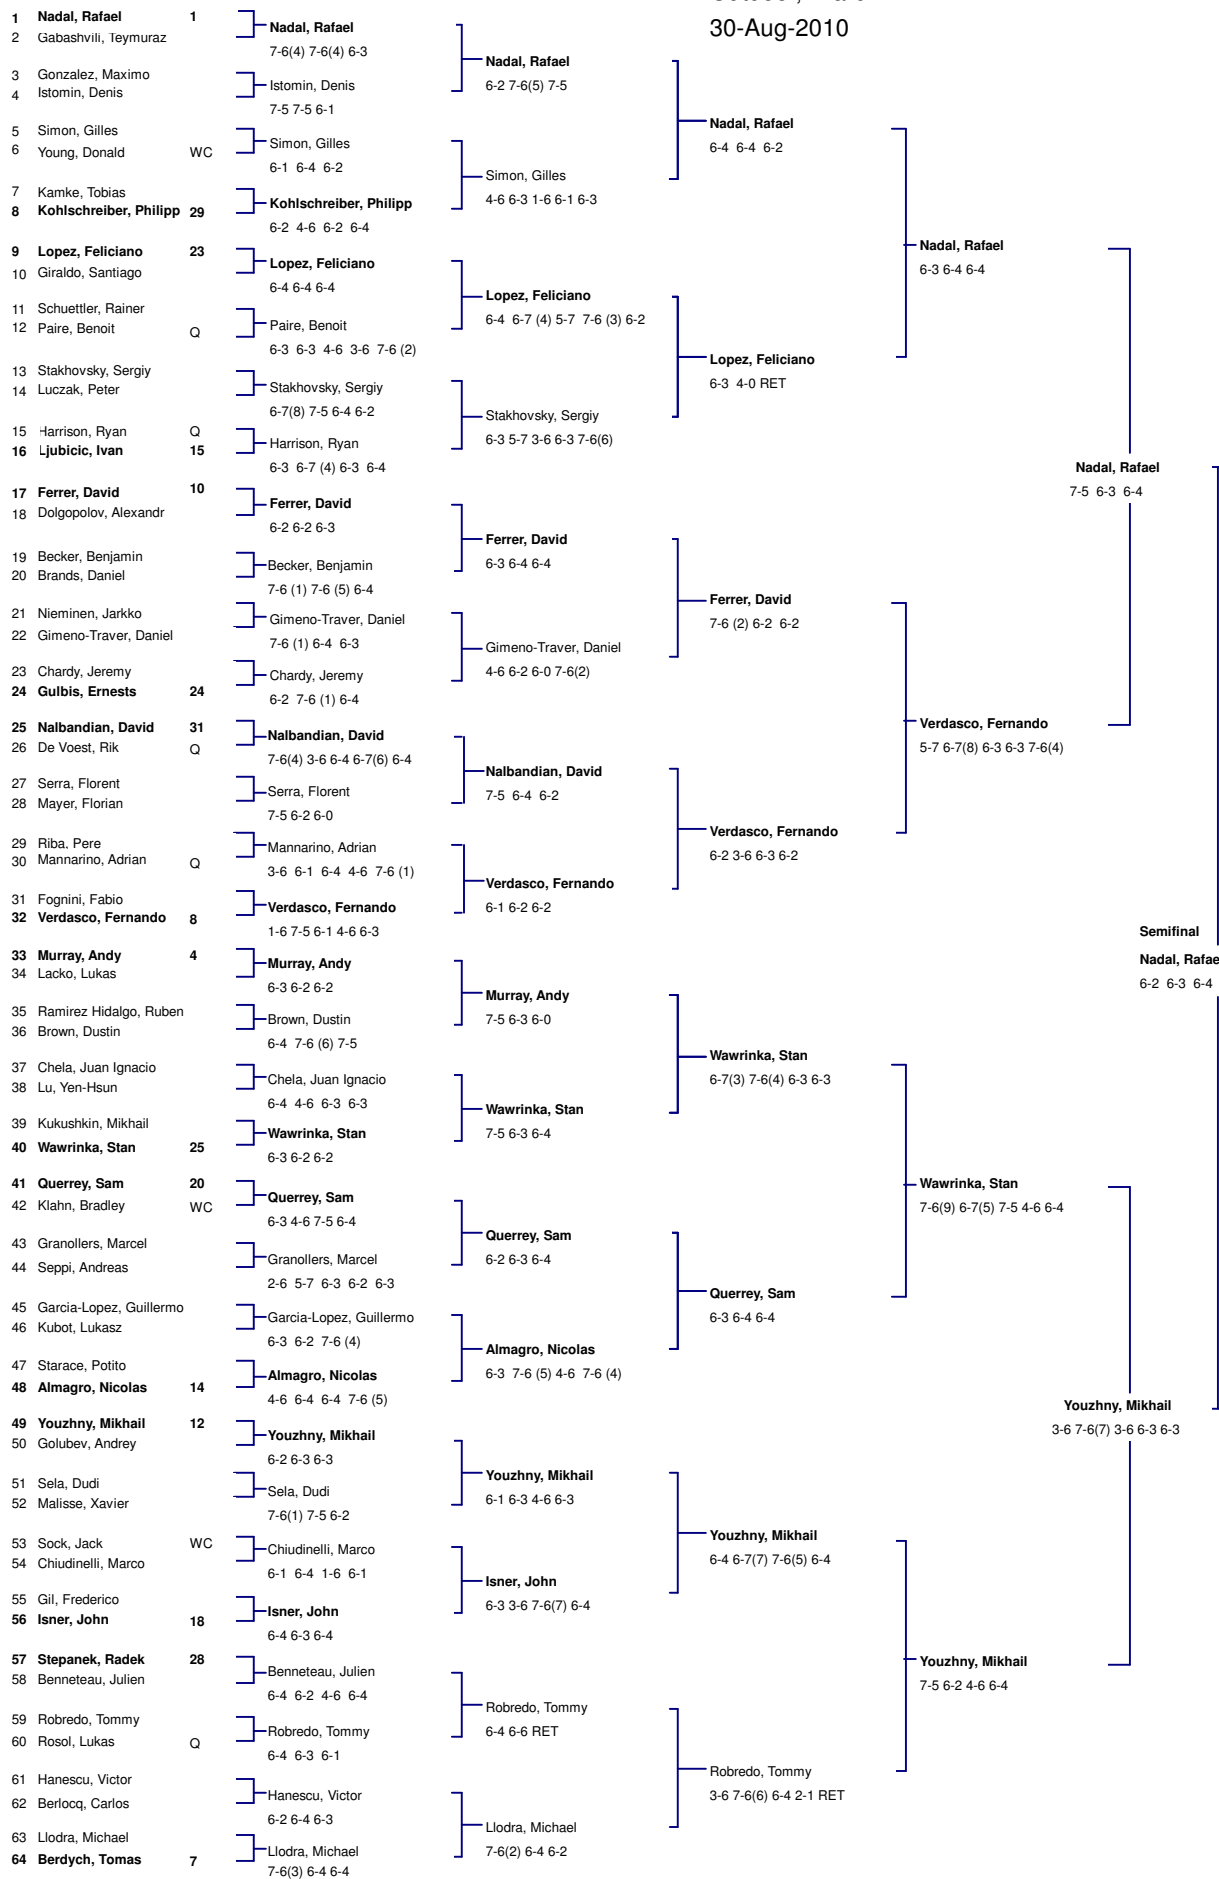 30-Aug-2010
1 Nadal, Rafael 1
2 Gabashvili, Teymuraz
3 Gonzalez, Maximo
4 Istomin, Denis
5 Simon, Gilles
6 Young, Donald WC
7 Kamke, Tobias
8 Kohlschreiber, Philipp 29
9 Lopez, Feliciano 23
10 Giraldo, Santiago
11 Schuettler, Rainer
12 Paire, Benoit Q
13 Stakhovsky, Sergiy
14 Luczak, Peter
15 Harrison, Ryan Q
16 Ljubicic, Ivan 15
17 Ferrer, David 10
18 Dolgopolov, Alexandr
19 Becker, Benjamin
20 Brands, Daniel
21 Nieminen, Jarkko
22 Gimeno-Traver, Daniel
23 Chardy, Jeremy
24 Gulbis, Ernests 24
25 Nalbandian, David 31
26 De Voest, Rik Q
27 Serra, Florent
28 Mayer, Florian
29 Riba, Pere
30 Mannarino, Adrian Q
31 Fognini, Fabio
32 Verdasco, Fernando 8
33 Murray, Andy 4
34 Lacko, Lukas
35 Ramirez Hidalgo, Ruben
36 Brown, Dustin
37 Chela, Juan Ignacio
38 Lu, Yen-Hsun
39 Kukushkin, Mikhail
40 Wawrinka, Stan 25
41 Querrey, Sam 20
42 Klahn, Bradley WC
43 Granollers, Marcel
44 Seppi, Andreas
45 Garcia-Lopez, Guillermo
46 Kubot, Lukasz
47 Starace, Potito
48 Almagro, Nicolas 14
49 Youzhny, Mikhail 12
50 Golubev, Andrey
51 Sela, Dudi
52 Malisse, Xavier
53 Sock, Jack WC
54 Chiudinelli, Marco
55 Gil, Frederico
56 Isner, John 18
57 Stepanek, Radek 28
58 Benneteau, Julien
59 Robredo, Tommy
60 Rosol, Lukas Q
61 Hanescu, Victor
62 Berlocq, Carlos
63 Llodra, Michael
64 Berdych, Tomas 7
Nadal, Rafael
7-6(4) 7-6(4) 6-3
Istomin, Denis
7-5 7-5 6-1
Simon, Gilles
6-1 6-4 6-2
Kohlschreiber, Philipp
6-2 4-6 6-2 6-4
Lopez, Feliciano
6-4 6-4 6-4
Paire, Benoit
6-3 6-3 4-6 3-6 7-6 (2)
Stakhovsky, Sergiy
6-7(8) 7-5 6-4 6-2
Harrison, Ryan
6-3 6-7 (4) 6-3 6-4
Ferrer, David
6-2 6-2 6-3
Becker, Benjamin
7-6 (1) 7-6 (5) 6-4
Gimeno-Traver, Daniel
7-6 (1) 6-4 6-3
Chardy, Jeremy
6-2 7-6 (1) 6-4
Nalbandian, David
7-6(4) 3-6 6-4 6-7(6) 6-4
Serra, Florent
7-5 6-2 6-0
Mannarino, Adrian
3-6 6-1 6-4 4-6 7-6 (1)
Verdasco, Fernando
1-6 7-5 6-1 4-6 6-3
Murray, Andy
6-3 6-2 6-2
Brown, Dustin
6-4 7-6 (6) 7-5
Chela, Juan Ignacio
6-4 4-6 6-3 6-3
Wawrinka, Stan
6-3 6-2 6-2
Querrey, Sam
6-3 4-6 7-5 6-4
Granollers, Marcel
2-6 5-7 6-3 6-2 6-3
Garcia-Lopez, Guillermo
6-3 6-2 7-6 (4)
Almagro, Nicolas
4-6 6-4 6-4 7-6 (5)
Youzhny, Mikhail
6-2 6-3 6-3
Sela, Dudi
7-6(1) 7-5 6-2
Chiudinelli, Marco
6-1 6-4 1-6 6-1
Isner, John
6-4 6-3 6-4
Benneteau, Julien
6-4 6-2 4-6 6-4
Robredo, Tommy
6-4 6-3 6-1
Hanescu, Victor
6-2 6-4 6-3
Llodra, Michael
7-6(3) 6-4 6-4
Nadal, Rafael
6-2 7-6(5) 7-5
Simon, Gilles
4-6 6-3 1-6 6-1 6-3
Lopez, Feliciano
6-4 6-7 (4) 5-7 7-6 (3) 6-2
Stakhovsky, Sergiy
6-3 5-7 3-6 6-3 7-6(6)
Ferrer, David
6-3 6-4 6-4
Gimeno-Traver, Daniel
4-6 6-2 6-0 7-6(2)
Nalbandian, David
7-5 6-4 6-2
Verdasco, Fernando
6-1 6-2 6-2
Murray, Andy
7-5 6-3 6-0
Wawrinka, Stan
7-5 6-3 6-4
Querrey, Sam
6-2 6-3 6-4
Almagro, Nicolas
6-3 7-6 (5) 4-6 7-6 (4)
Youzhny, Mikhail
6-1 6-3 4-6 6-3
Isner, John
6-3 3-6 7-6(7) 6-4
Robredo, Tommy
6-4 6-6 RET
Llodra, Michael
7-6(2) 6-4 6-2
Nadal, Rafael
6-4 6-4 6-2
Lopez, Feliciano
6-3 4-0 RET
Ferrer, David
7-6 (2) 6-2 6-2
Verdasco, Fernando
6-2 3-6 6-3 6-2
Wawrinka, Stan
6-7(3) 7-6(4) 6-3 6-3
Querrey, Sam
6-3 6-4 6-4
Youzhny, Mikhail
6-4 6-7(7) 7-6(5) 6-4
Robredo, Tommy
3-6 7-6(6) 6-4 2-1 RET
Nadal, Rafael
6-3 6-4 6-4
Verdasco, Fernando
5-7 6-7(8) 6-3 6-3 7-6(4)
Wawrinka, Stan
7-6(9) 6-7(5) 7-5 4-6 6-4
Youzhny, Mikhail
7-5 6-2 4-6 6-4
Nadal, Rafael
7-5 6-3 6-4
Youzhny, Mikhail
3-6 7-6(7) 3-6 6-3 6-3
Semifinal
Nadal, Rafae
6-2 6-3 6-4